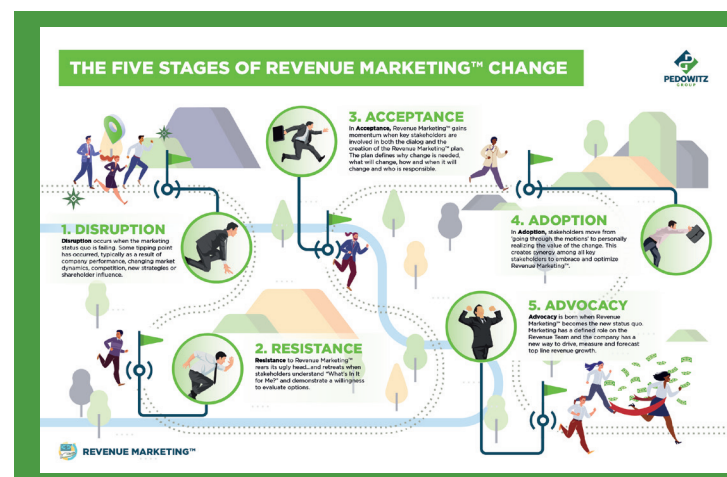 THE FIVE STAGES OF REVENUE MARKETING™ CHANGE
PEDOWITZ
GROUP
3. ACCEPTANCE
In Acceptance, Revenue Marketing™ gains
momentum when key stakeholders are
involved in both the dialog and the
creation of the Revenue Marketing™ plan.
The plan defines why change is needed,
what will change, how and when it will
change and who is responsible.
1. DISRUPTION
Disruption occurs when the marketing
status quo is failing. Some tipping point
has occurred, typically as a result of
company performance, changing market
dynamics, competition, new strategies or
shareholder influence.
4. ADOPTION
In Adoption, stakeholders move from
'going through the motions' to personally
realizing the value of the change. This
creates synergy among all key
stakeholders to embrace and optimize
Revenue Marketing™.
2. RESISTANCE
Resistance to Revenue Marketing™
rears its ugly head...and retreats when
stakeholders understand "What's In It
for Me?" and demonstrate a willingness
to evaluate options.
5. ADVOCACY
Advocacy is born when Revenue
Marketing™ becomes the new status quo.
Marketing has a defined role on the
Revenue Team and the company has a
new way to drive, measure and forecast
top line revenue growth.
REVENUE MARKETING™